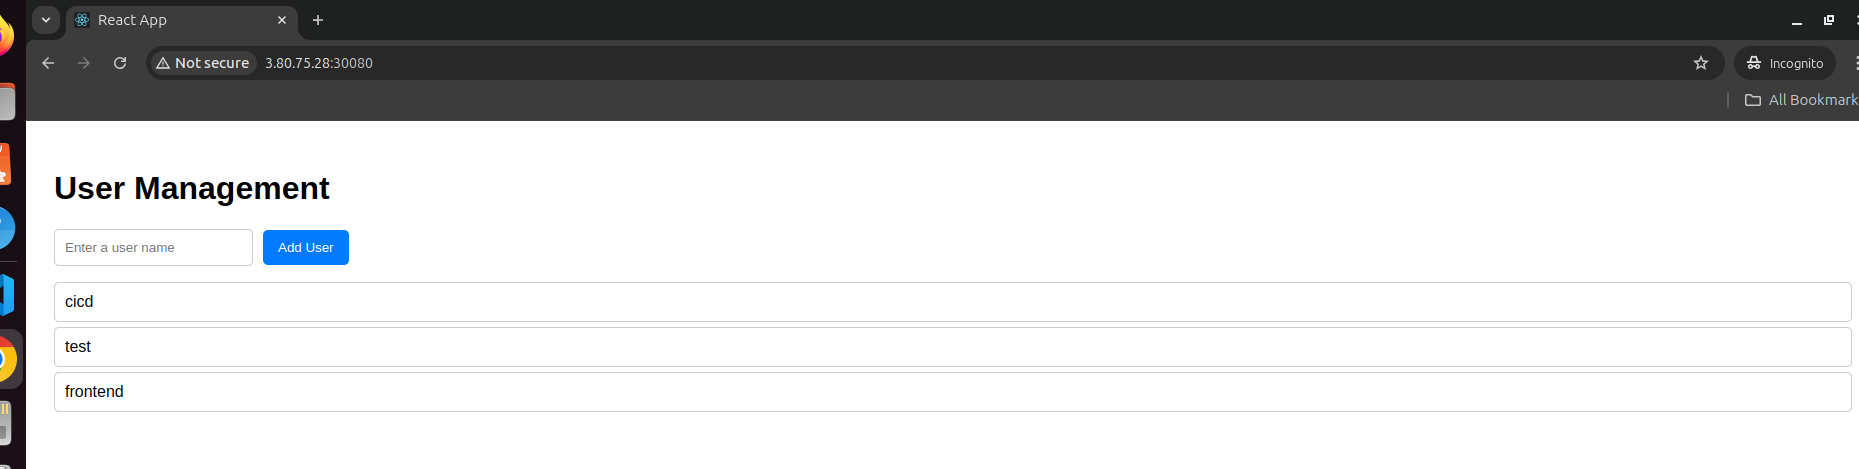 React App
Not secure 3.80.75.28:30080
Incognito
All Bookmark
User Management
Enter a user name Add User
cicd
test
frontend